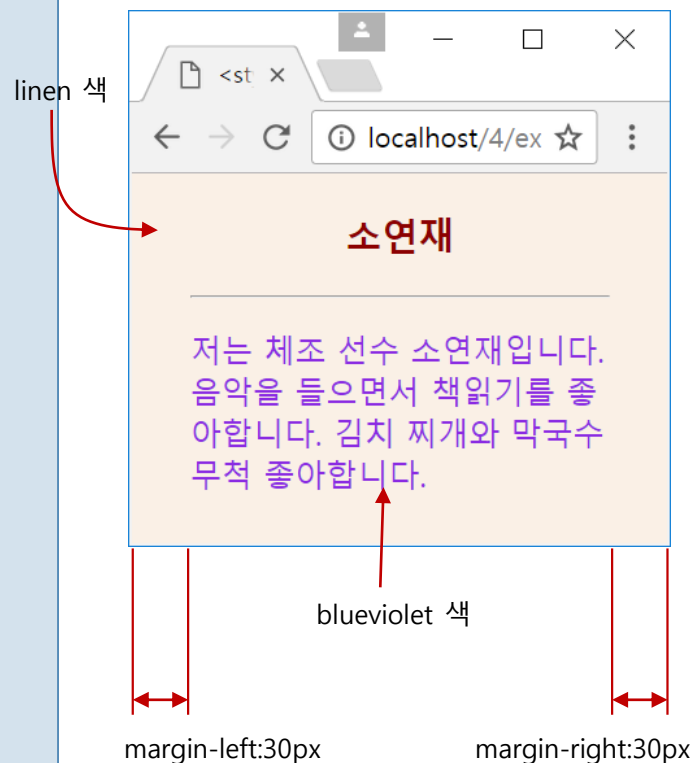 linen 색
<st
localhost/4/ex
소연재
저는 체조 선수 소연재입니다.
음악을 들으면서 책읽기를 좋
아합니다. 김치 찌개와 막국수
무척 좋아합니다.
blueviolet 색
margin-left:30px
margin-right:30px